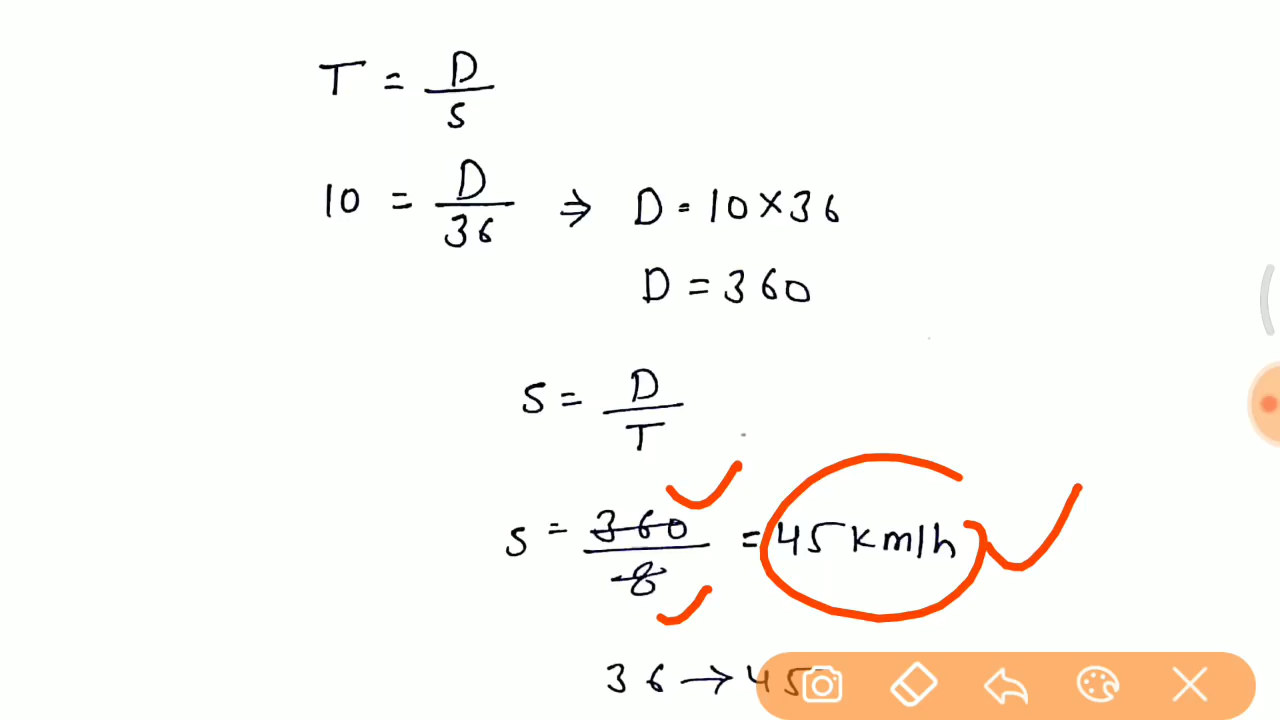 T = D/S
10 = D/36 ⇒ D = 10 × 36
D = 360
S = D/T
S = 360/8 = 45 km/h
36 → 45